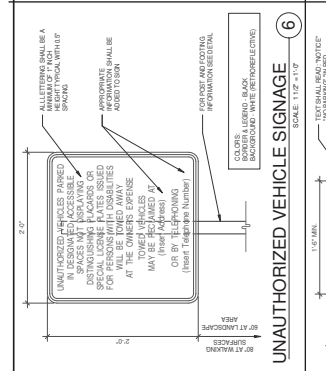 ALL LETTERING SHALL BE A
MINIMUM OF 1" INCH
HEIGHT TYPICAL WITH 0.5"
SPACING
APPROPRIATE
INFORMATION SHALL BE
ADDED TO SIGN
FOR POST AND FOOTING
INFORMATION SEE DETAIL
2'-0"
UNAUTHORIZED VEHICLES PARKED
IN DESIGNATED ACCESSIBLE
SPACES NOT DISPLAYING
DISTINGUISHING PLACARDS OR
SPECIAL LICENSE PLATES ISSUED
FOR PERSONS WITH DISABILITIES
WILL BE TOWED AWAY
AT THE OWNER'S EXPENSE
TOWED VEHICLES
MAY BE RECLAIMED AT
(Insert Address)
OR BY TELEPHONING
(Insert Telephone Number)
2'-0"
80" AT WALKING
SURFACES
60" AT LANDSCAPE
AREA
COLORS:
BORDER & LEGEND - BLACK
BACKGROUND - WHITE (RETROREFLECTIVE)
UNAUTHORIZED VEHICLE SIGNAGE
6
SCALE: 1 1/2" = 1'-0"
1'-6" MIN.
TEXT SHALL READ: "NOTICE"